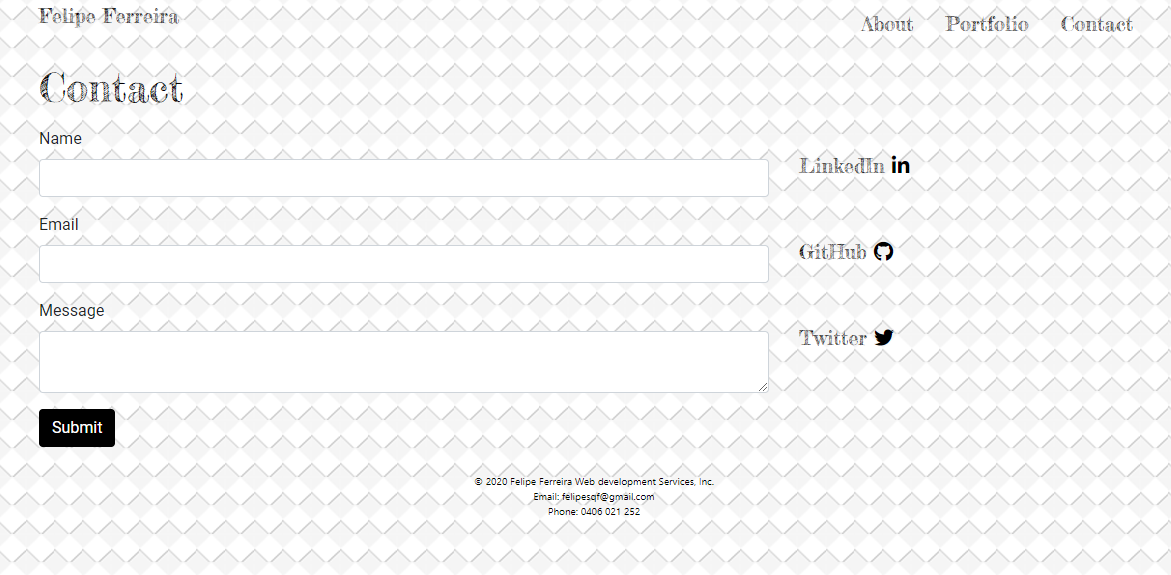 Felipe Ferreira
About Portfolio Contact
Contact
Name
LinkedIn
Email
GitHub
Message
Twitter
Submit
© 2020 Felipe Ferreira Web development Services, Inc.
Email: felipesqf@gmail.com
Phone: 0406 021 252